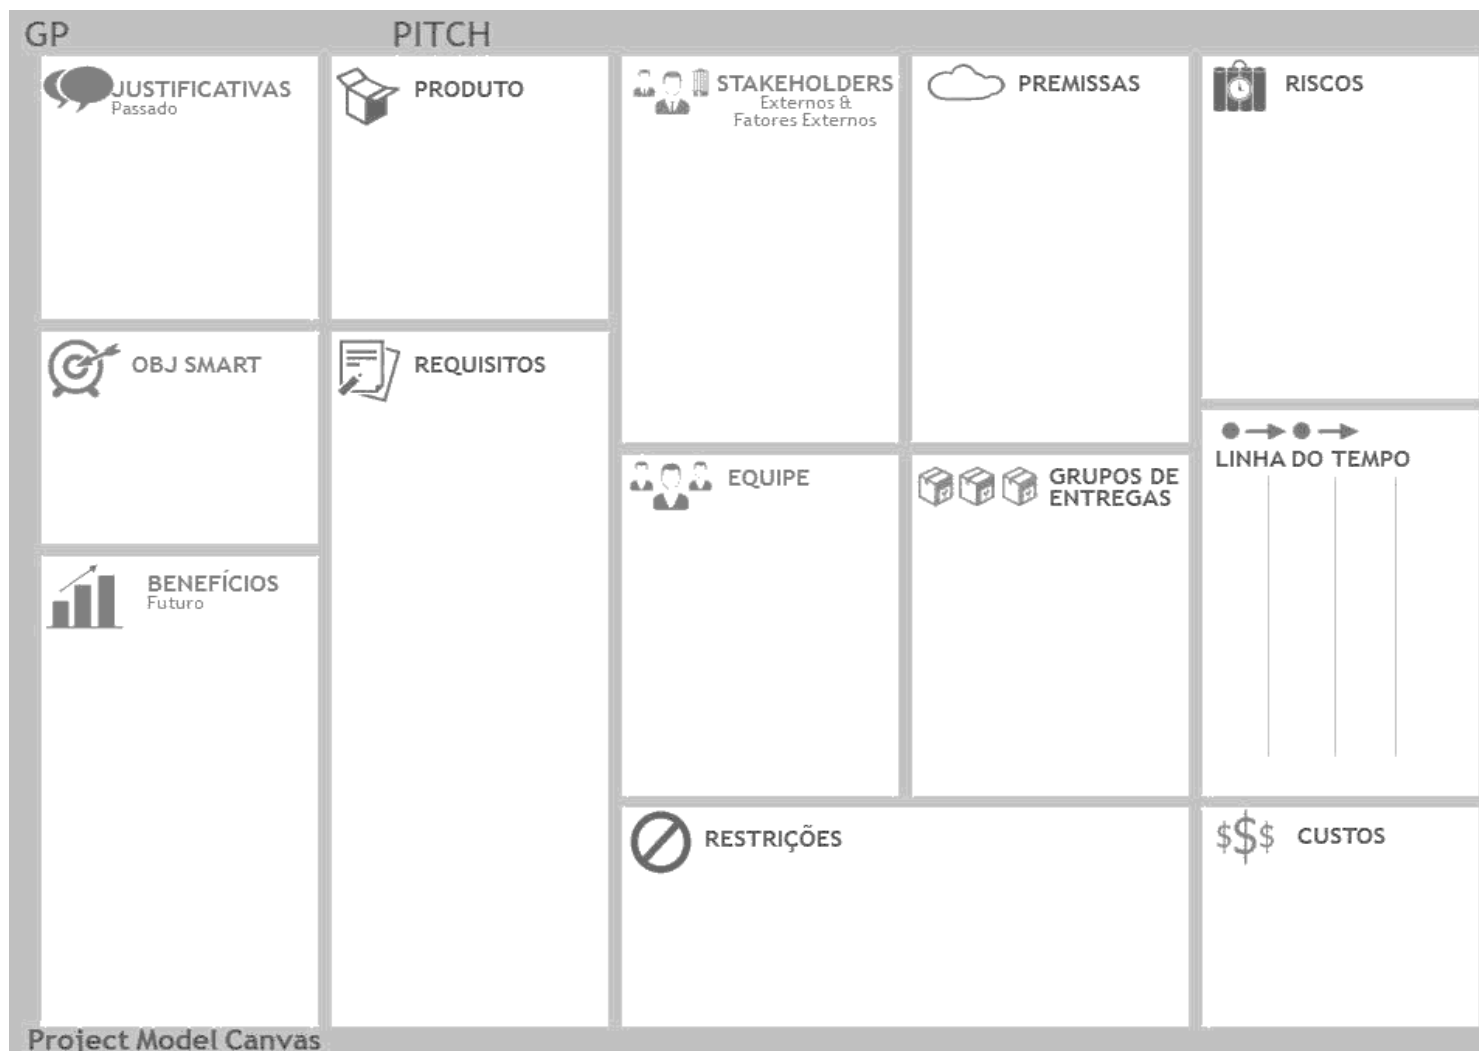 GP
PITCH
JUSTIFICATIVAS
Passado
PRODUTO
STAKEHOLDERS
Externos &
Fatores Externos
PREMISSAS
RISCOS
OBJ SMART
REQUISITOS
LINHA DO TEMPO
EQUIPE
GRUPOS DE
ENTREGAS
BENEFÍCIOS
Futuro
RESTRIÇÕES
$$$
CUSTOS
Project Model Canvas